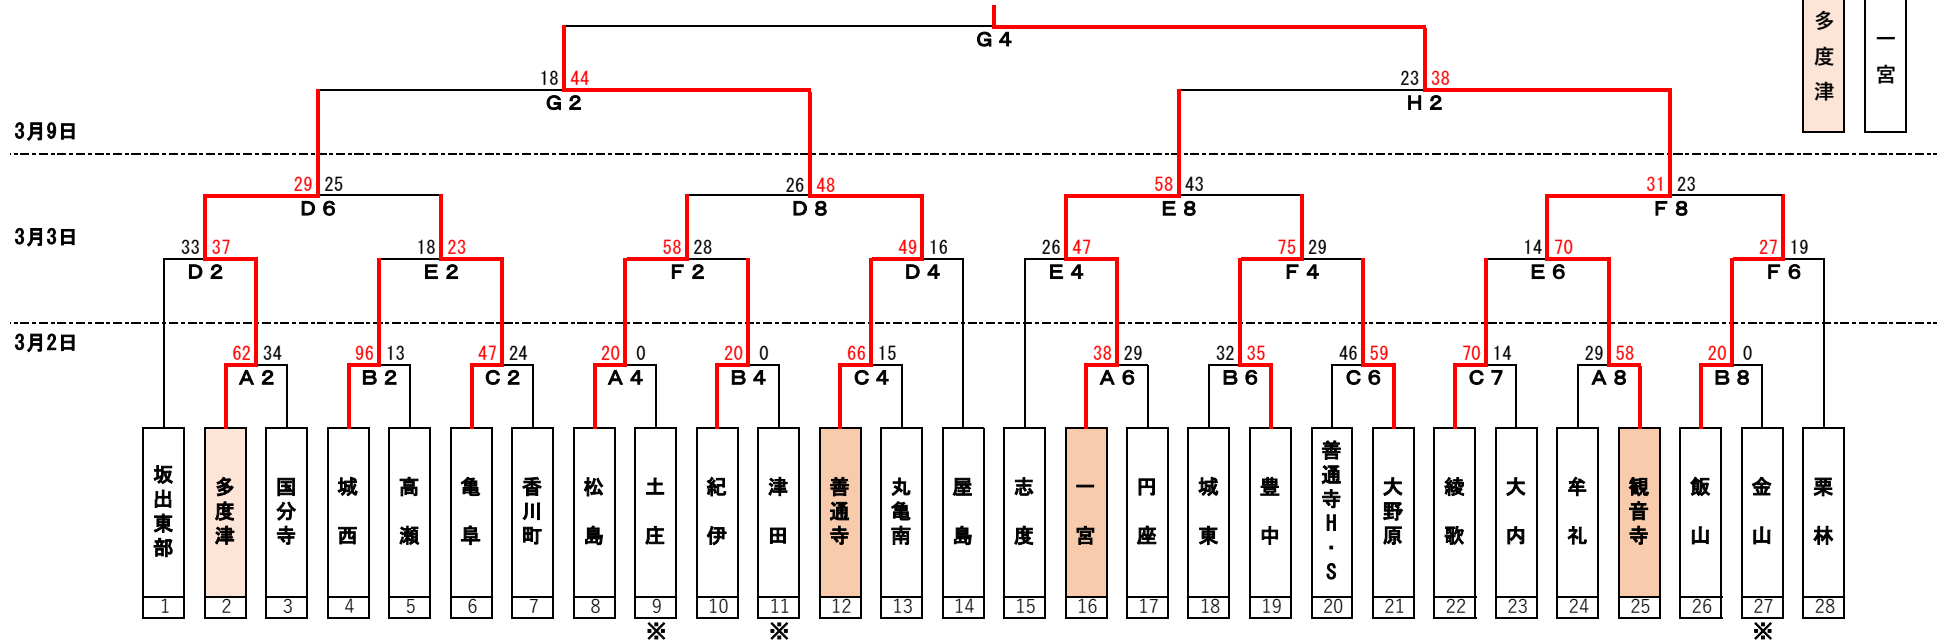 G4
多度津
一宮
18 44
G2
23 38
H2
3月9日
29 25
D6
26 48
D8
58 43
E8
31 23
F8
3月3日
33 37
D2
18 23
E2
58 28
F2
49 16
D4
26 47
E4
75 29
F4
14 70
E6
27 19
F6
3月2日
62 34
A2
96 13
B2
47 24
C2
20 0
A4
20 0
B4
66 15
C4
38 29
A6
32 35
B6
46 59
C6
70 14
C7
29 58
A8
20 0
B8
坂出東部
多度津
国分寺
城西
高瀬
亀阜
香川町
松島
土庄
紀伊
津田
善通寺
丸亀南
屋島
志度
一宮
円座
城東
豊中
善通寺H・S
大野原
綾歌
大内
牟礼
観音寺
飯山
金山
栗林
1 2 3 4 5 6 7 8 9 10 11 12 13 14 15 16 17 18 19 20 21 22 23 24 25 26 27 28
※ ※ ※